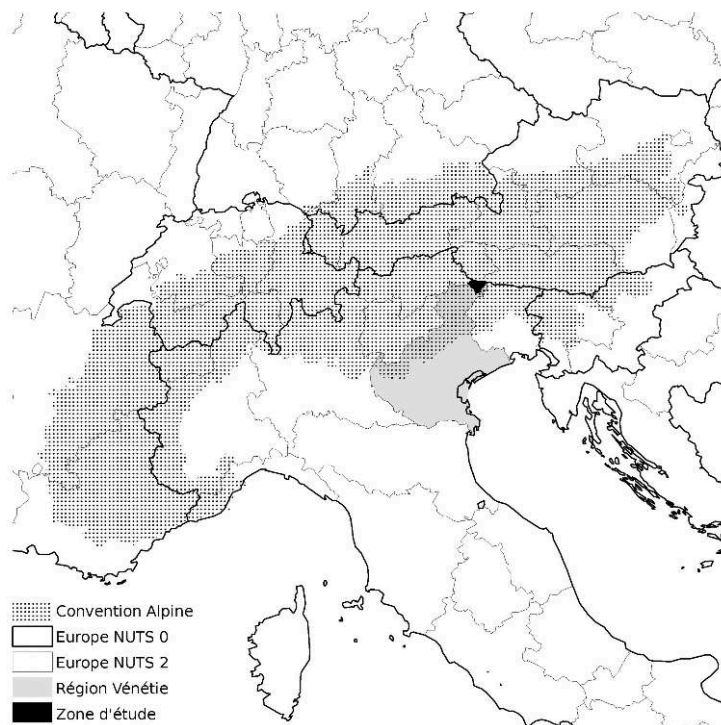 Convention Alpine
Europe NUTS 0
Europe NUTS 2
Région Vénétie
Zone d'étude